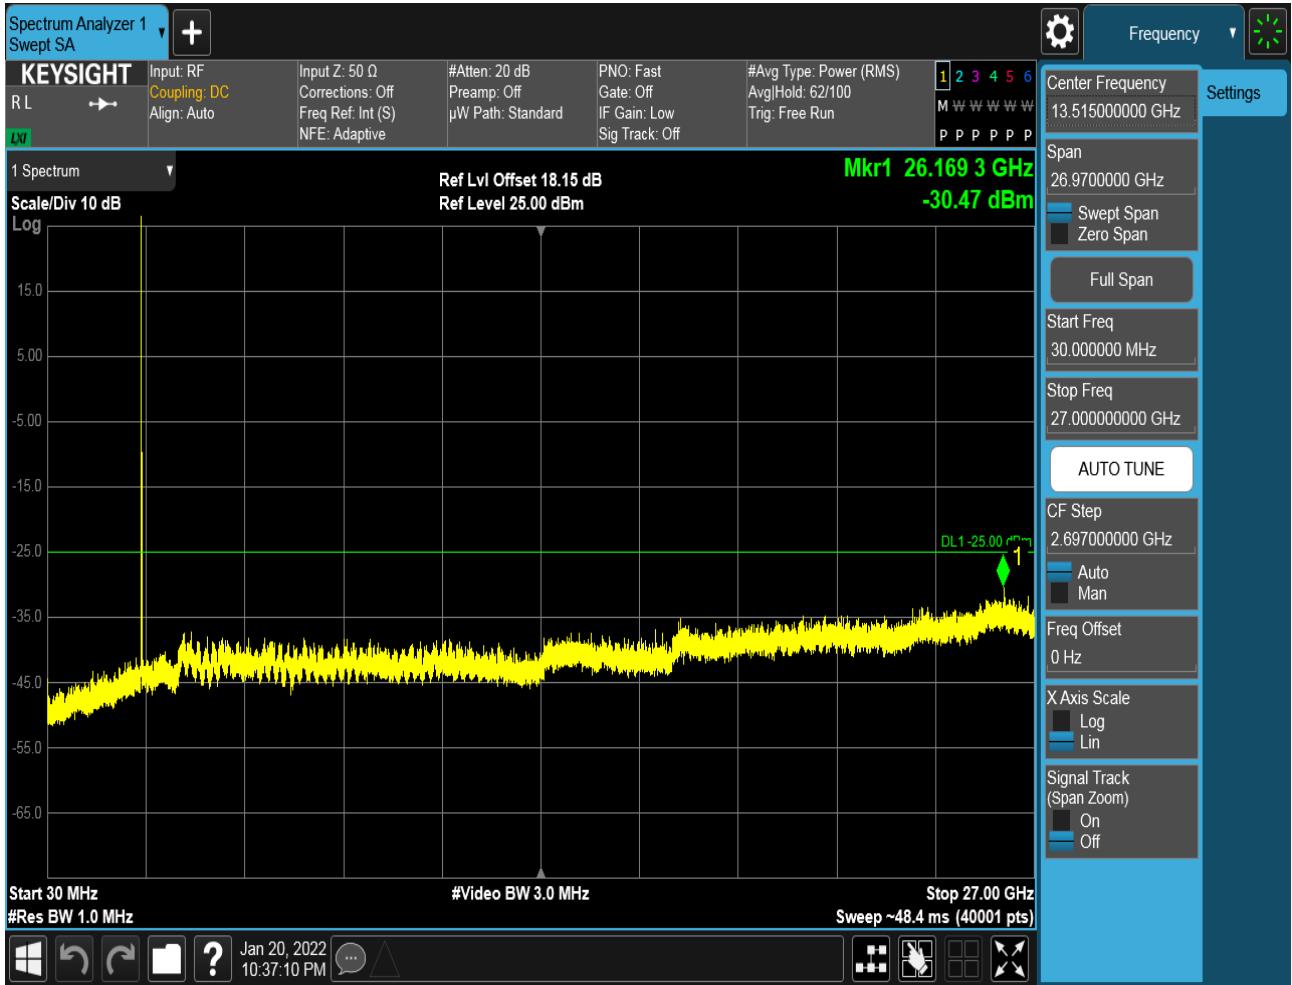 Spectrum Analyzer 1
Swept SA
Frequency
KEYSIGHT
R L
LXI
Input: RF
Coupling: DC
Align: Auto
Input Z: 50 Ω
Corrections: Off
Freq Ref: Int (S)
NFE: Adaptive
#Atten: 20 dB
Preamp: Off
µW Path: Standard
PNO: Fast
Gate: Off
IF Gain: Low
Sig Track: Off
#Avg Type: Power (RMS)
Avg|Hold: 62/100
Trig: Free Run
1 2 3 4 5 6
M W W W W W
P P P P P P
1 Spectrum
Scale/Div 10 dB
Log
Ref Lvl Offset 18.15 dB
Ref Level 25.00 dBm
Mkr1 26.169 3 GHz
-30.47 dBm
15.0
5.00
-5.00
-15.0
-25.0
-35.0
-45.0
-55.0
-65.0
DL1 -25.00 dBm
1
Start 30 MHz
#Res BW 1.0 MHz
#Video BW 3.0 MHz
Stop 27.00 GHz
Sweep ~48.4 ms (40001 pts)
Jan 20, 2022
10:37:10 PM
Center Frequency
13.515000000 GHz
Span
26.9700000 GHz
Swept Span
Zero Span
Full Span
Start Freq
30.000000 MHz
Stop Freq
27.000000000 GHz
AUTO TUNE
CF Step
2.697000000 GHz
Auto
Man
Freq Offset
0 Hz
X Axis Scale
Log
Lin
Signal Track
(Span Zoom)
On
Off
Settings